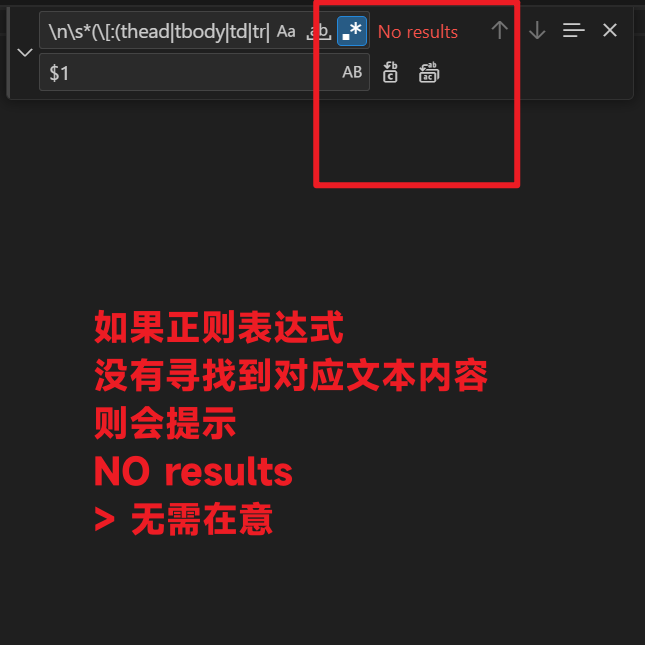 \n\s*(\[:(thead|tbody|td|tr|
Aa
ab
.*
No results
$1
AB
如果正则表达式
没有寻找到对应文本内容
则会提示
NO results
> 无需在意